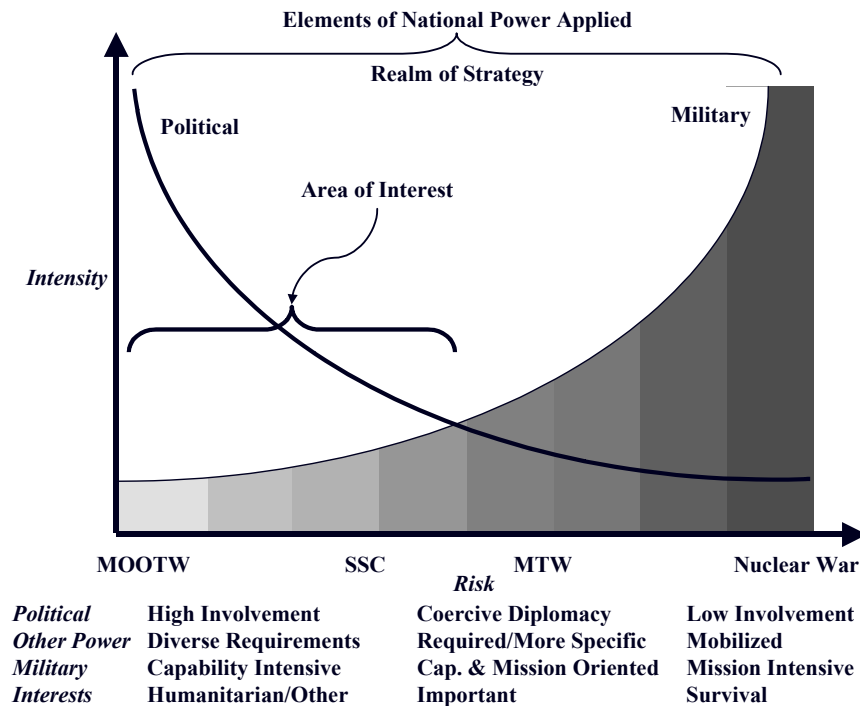 Elements of National Power Applied
Realm of Strategy
Political
Military
Area of Interest
Intensity
MOOTW SSC MTW Nuclear War
Risk
Political High Involvement Coercive Diplomacy Low Involvement
Other Power Diverse Requirements Required/More Specific Mobilized
Military Capability Intensive Cap. & Mission Oriented Mission Intensive
Interests Humanitarian/Other Important Survival